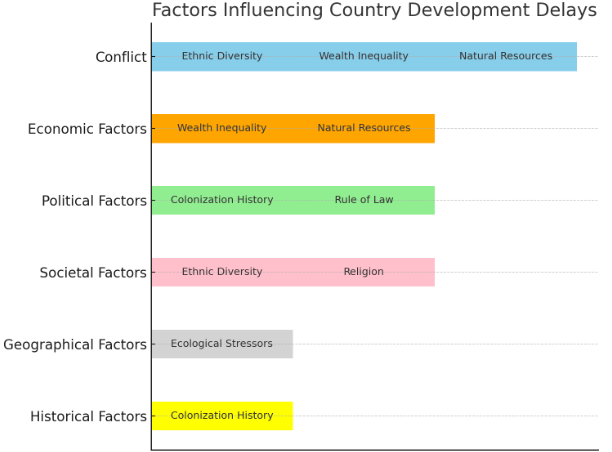 Factors Influencing Country Development Delays
Conflict Ethnic Diversity Wealth Inequality Natural Resources
Economic Factors Wealth Inequality Natural Resources
Political Factors Colonization History Rule of Law
Societal Factors Ethnic Diversity Religion
Geographical Factors Ecological Stressors
Historical Factors Colonization History